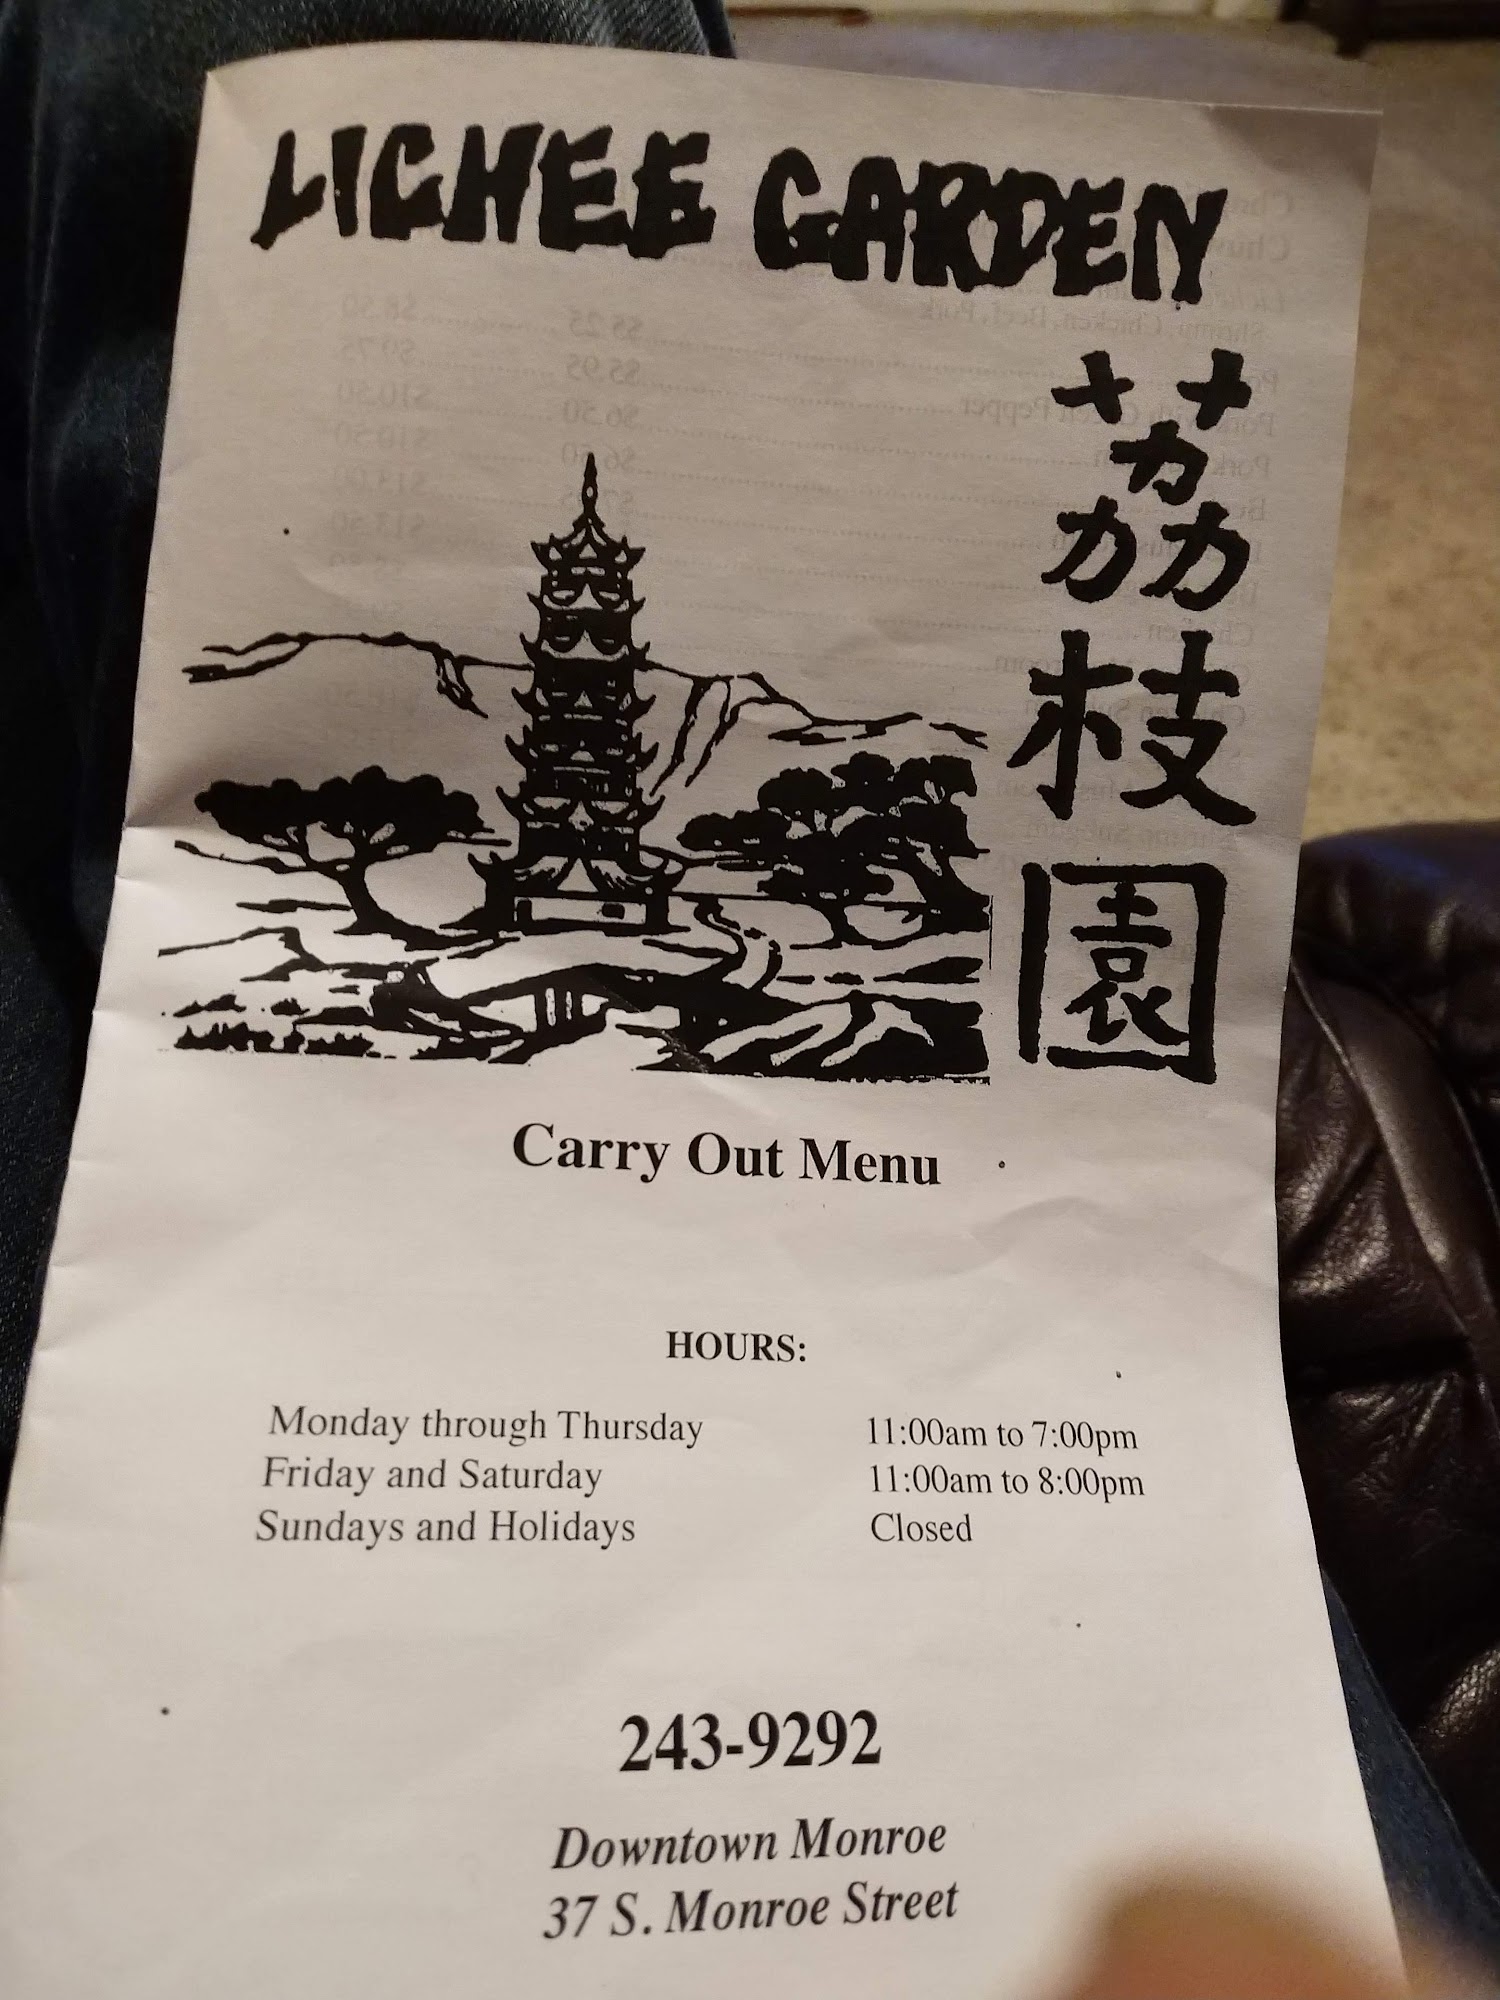 LICHEE GARDEN
荔
枝
園
Carry Out Menu
HOURS:
Monday through Thursday 11:00am to 7:00pm
Friday and Saturday 11:00am to 8:00pm
Sundays and Holidays Closed
243-9292
Downtown Monroe
37 S. Monroe Street